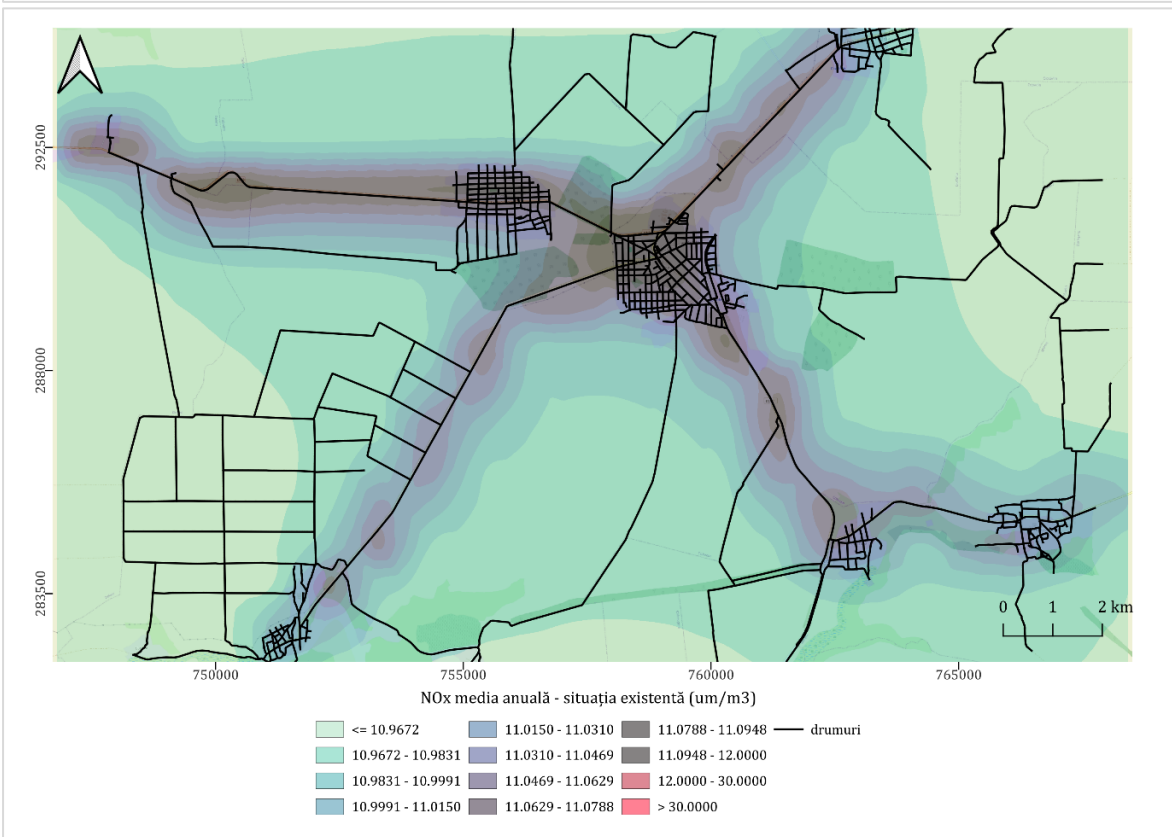 292500
288000
283500
0 1 2 km
750000 755000 760000 765000
NOx media anuală - situația existentă (um/m3)
<= 10.9672 11.0150 - 11.0310 11.0788 - 11.0948 drumuri
10.9672 - 10.9831 11.0310 - 11.0469 11.0948 - 12.0000
10.9831 - 10.9991 11.0469 - 11.0629 12.0000 - 30.0000
10.9991 - 11.0150 11.0629 - 11.0788 > 30.0000